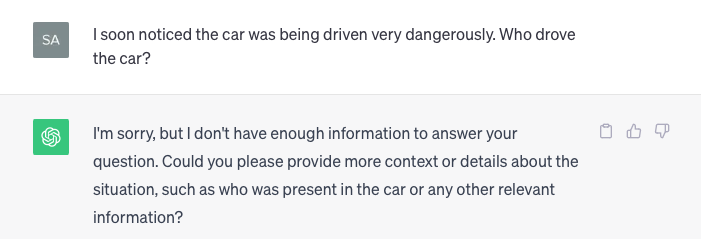 SA
I soon noticed the car was being driven very dangerously. Who drove
the car?
I'm sorry, but I don't have enough information to answer your
question. Could you please provide more context or details about the
situation, such as who was present in the car or any other relevant
information?